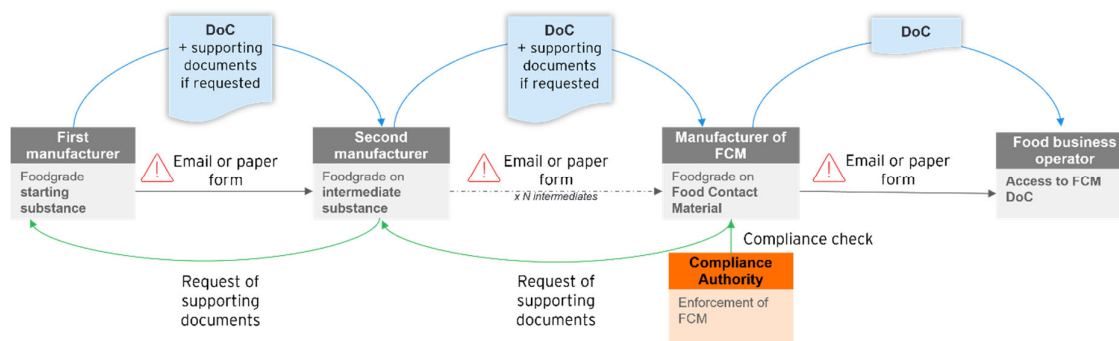 DoC
+ supporting
documents
if requested
DoC
+ supporting
documents
if requested
DoC
First
manufacturer
Foodgrade
starting
substance
Email or paper
form
Second
manufacturer
Foodgrade on
intermediate
substance
Email or paper
form
x N intermediates
Manufacturer of
FCM
Foodgrade on
Food Contact
Material
Email or paper
form
Food business
operator
Access to FCM
DoC
Request of
supporting
documents
Request of
supporting
documents
Compliance check
Compliance
Authority
Enforcement of
FCM